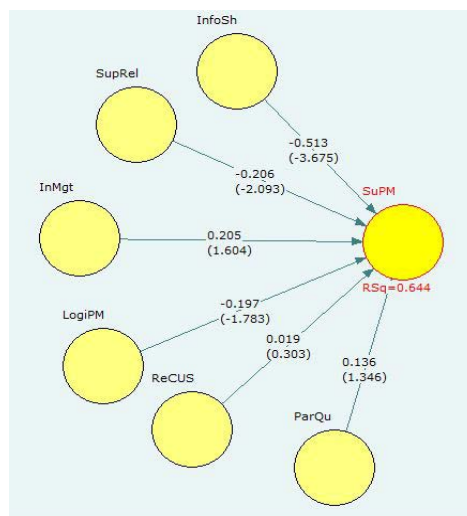 InfoSh
SupRel
-0.513
(-3.675)
-0.206
(-2.093)
InMgt
SuPM
0.205
(1.604)
RSq=0.644
-0.197
(-1.783)
LogiPM
0.019
(0.303)
0.136
(1.346)
ReCUS
ParQu